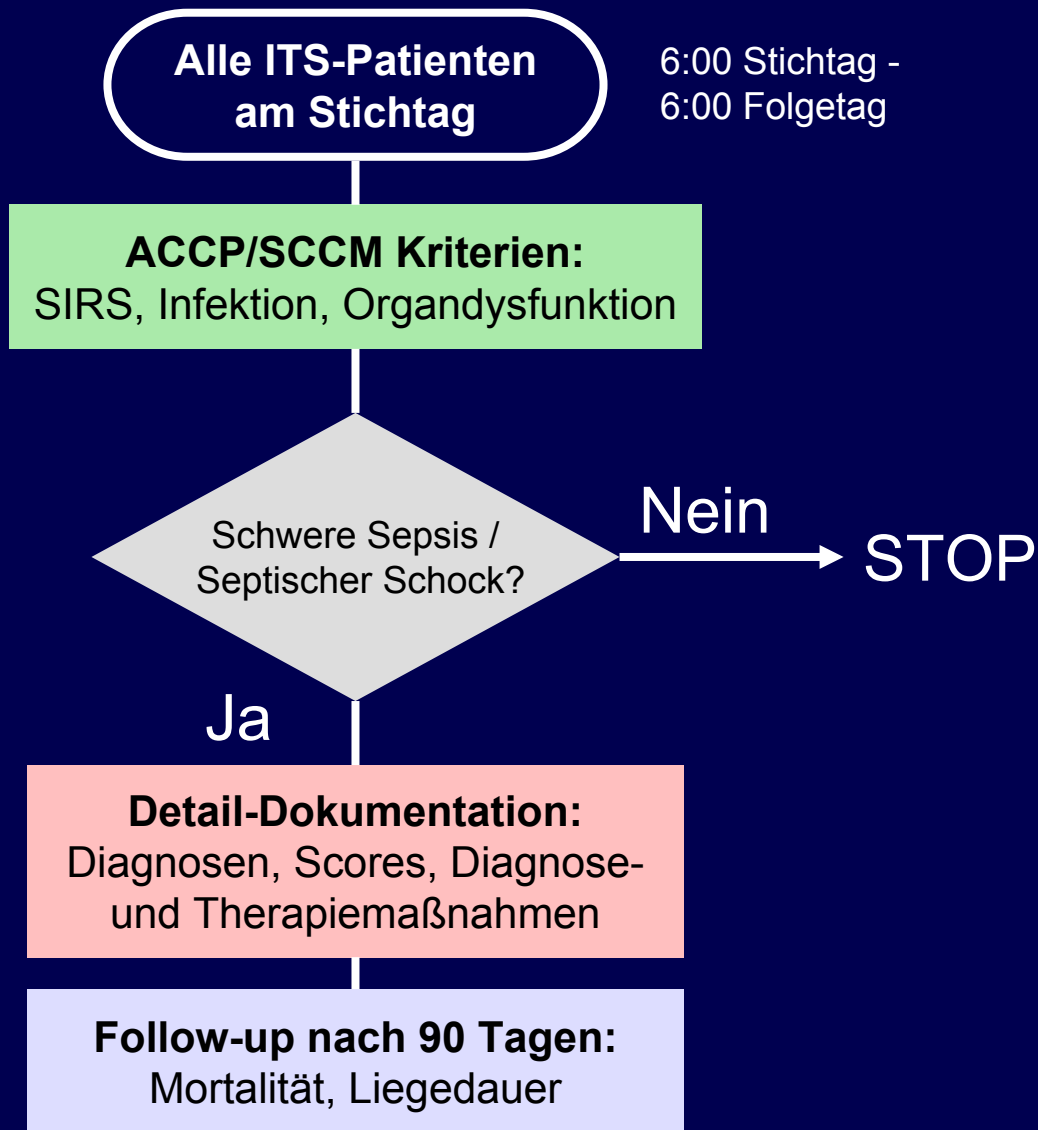 Alle ITS-Patienten
am Stichtag
6:00 Stichtag -
6:00 Folgetag
ACCP/SCCM Kriterien:
SIRS, Infektion, Organdysfunktion
Schwere Sepsis /
Septischer Schock?
Nein
STOP
Ja
Detail-Dokumentation:
Diagnosen, Scores, Diagnose-
und Therapiemaßnahmen
Follow-up nach 90 Tagen:
Mortalität, Liegedauer